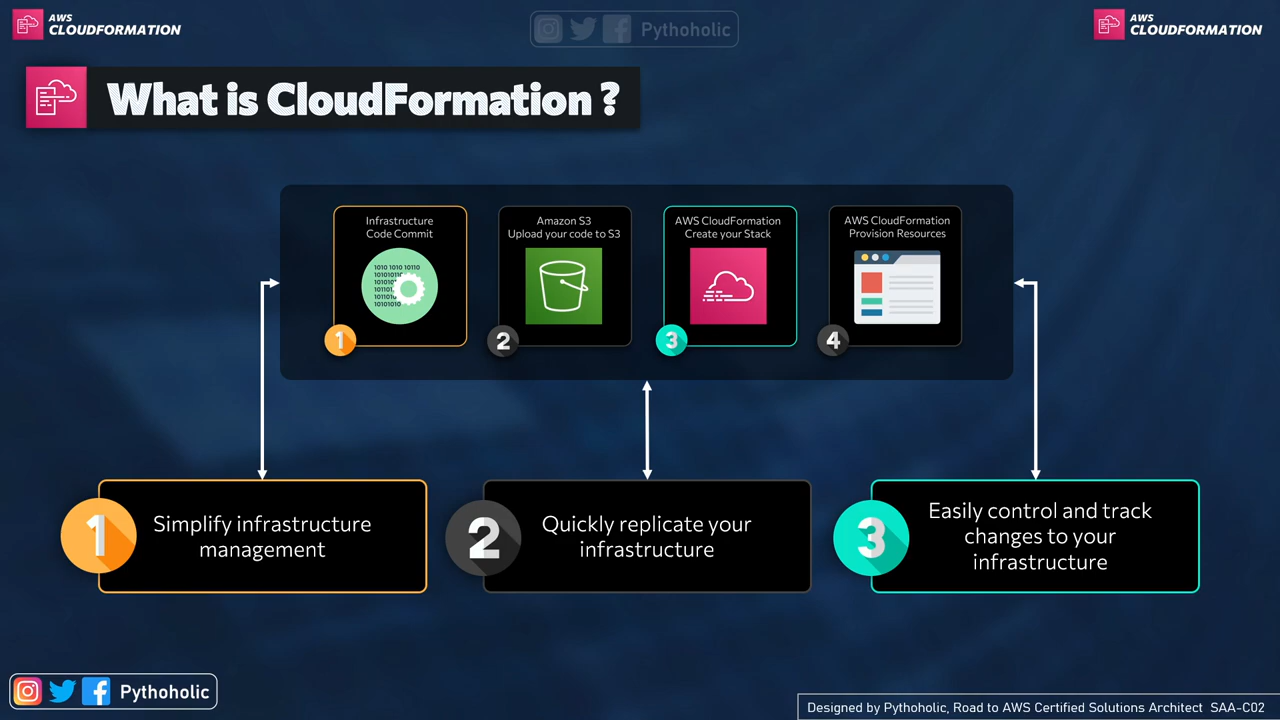 AWS
CLOUDFORMATION
Pythoholic
AWS
CLOUDFORMATION
What is CloudFormation ?
Infrastructure
Code Commit
1010 1010 10110
1
Amazon S3
Upload your code to S3
2
AWS CloudFormation
Create your Stack
3
AWS CloudFormation
Provision Resources
4
1
Simplify infrastructure
management
2
Quickly replicate your
infrastructure
3
Easily control and track
changes to your
infrastructure
Pythoholic
Designed by Pythoholic, Road to AWS Certified Solutions Architect SAA-C02